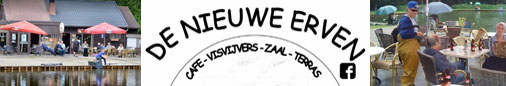 DE NIEUWE ERVEN
CAFE - VISVIJVERS - ZAAL - TERRAS